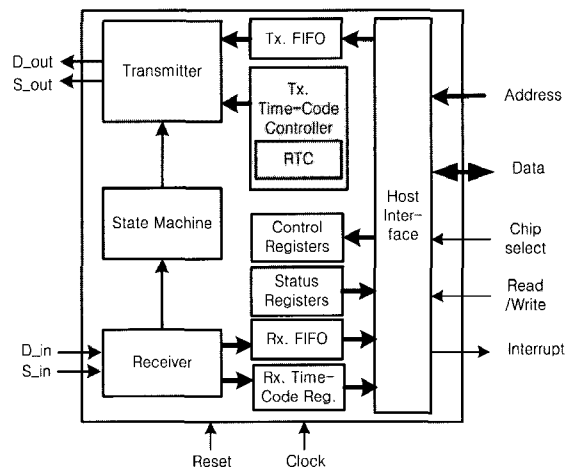 D_out
S_out
Transmitter
Tx. FIFO
Tx.
Time-Code
Controller
RTC
State Machine
Control
Registers
Status
Registers
Host
Inter-
face
Address
Data
Chip
select
Read
/Write
Interrupt
D_in
S_in
Receiver
Rx. FIFO
Rx. Time-
Code Reg.
Reset
Clock